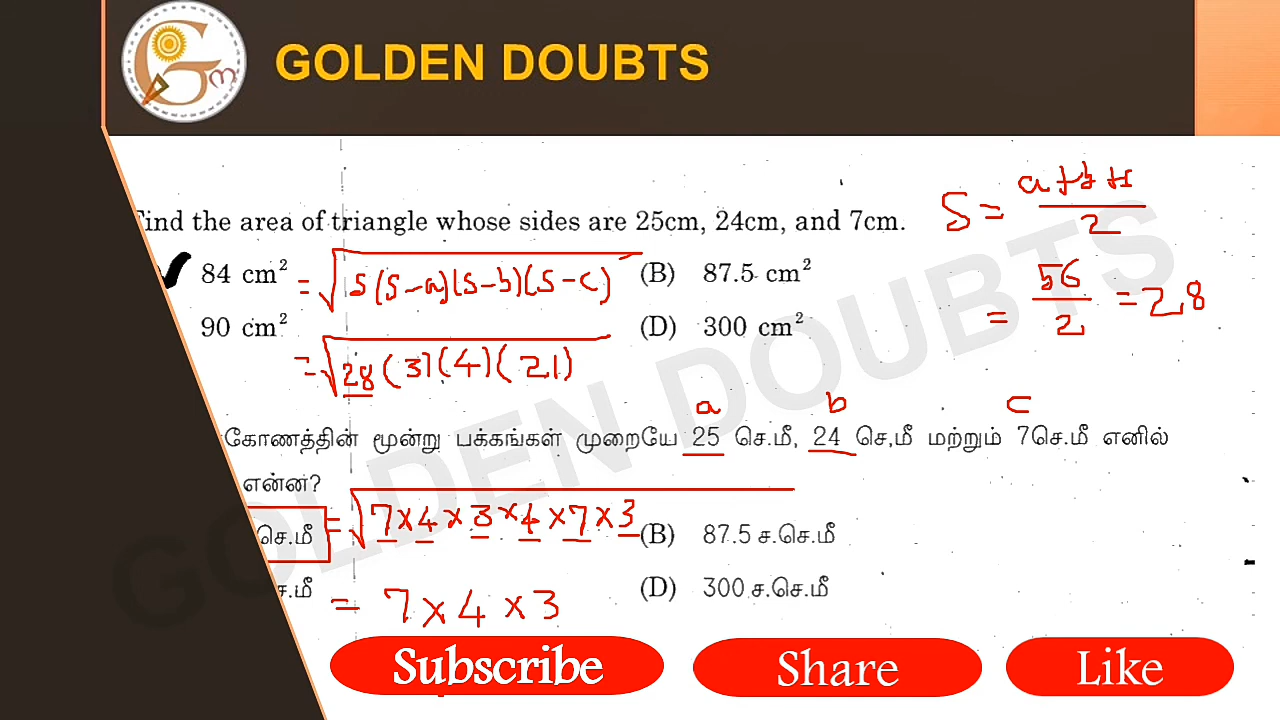 GOLDEN DOUBTS
Find the area of triangle whose sides are 25cm, 24cm, and 7cm.
S = a+b+c / 2
84 cm² = √s(s-a)(s-b)(s-c)
(B) 87.5 cm²
= 56/2 = 28
90 cm²
(D) 300 cm²
= √28(3)(4)(21)
a b c
கோணத்தின் மூன்று பக்கங்கள் முறையே 25 செ.மீ, 24 செ,மீ மற்றும் 7செ.மீ எனில்
என்ன?
செ.மீ = √7×4×3×4×7×3
(B) 87.5 ச.செ.மீ
ச.செ.மீ
(D) 300 ச.செ.மீ
= 7×4×3
Subscribe Share Like
GOLDEN DOUBTS